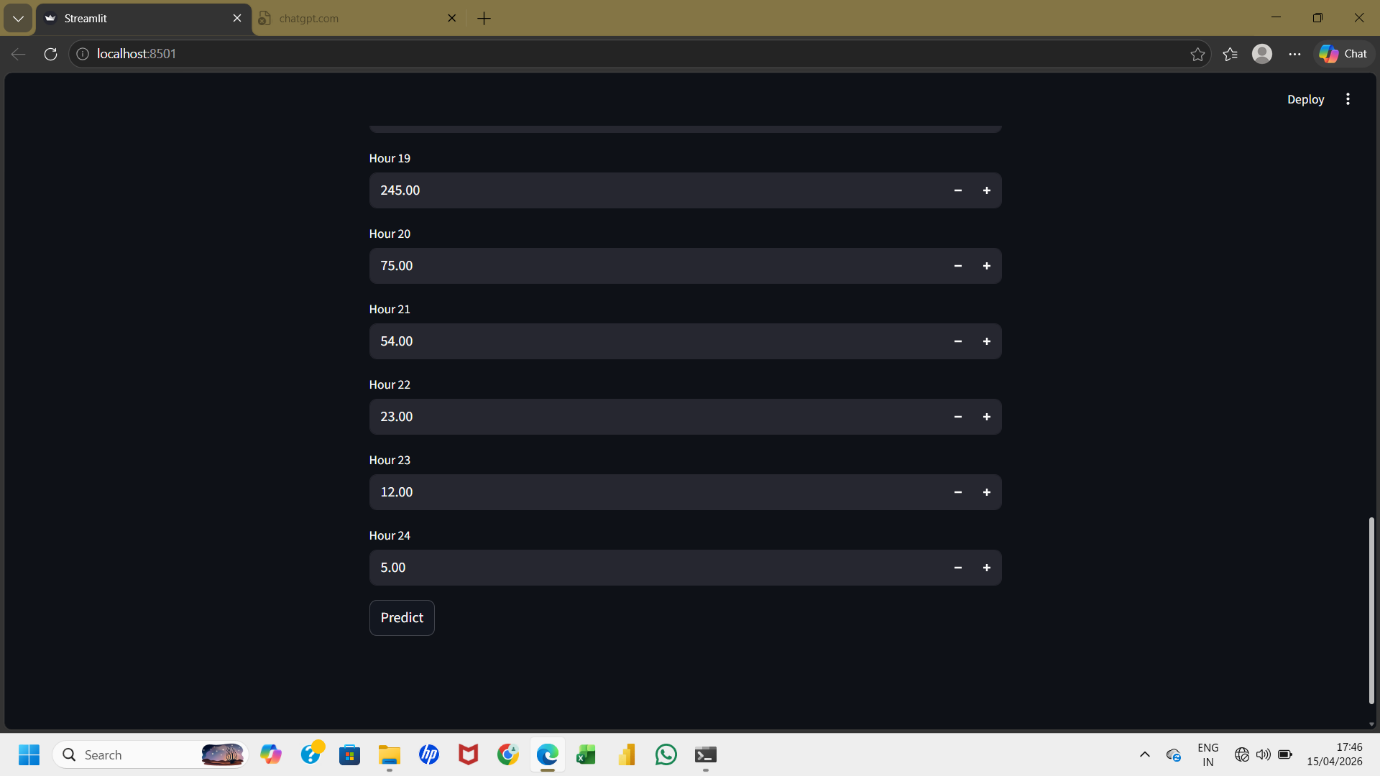 Streamlit
chatgpt.com
localhost:8501
Chat
Deploy
Hour 19
245.00
Hour 20
75.00
Hour 21
54.00
Hour 22
23.00
Hour 23
12.00
Hour 24
5.00
Predict
Search
ENG
IN
17:46
15/04/2026